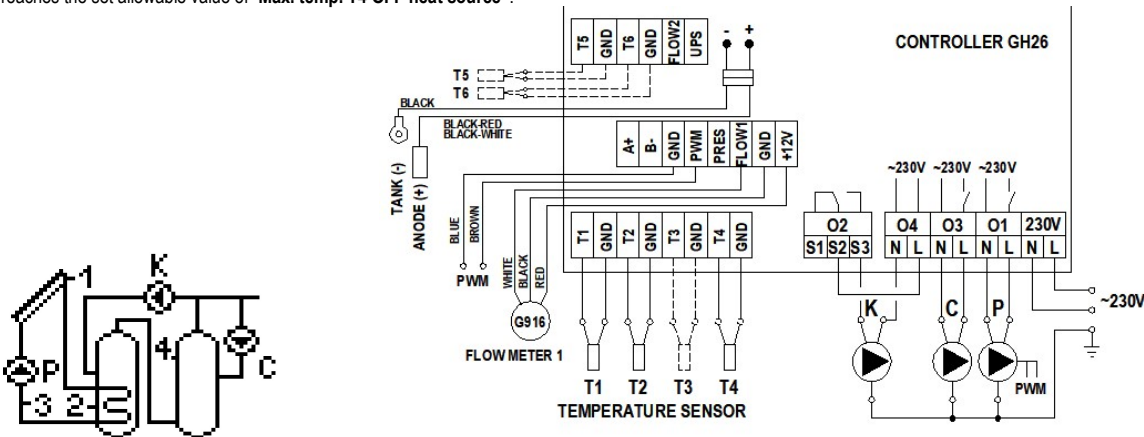 reaches the set allowable value of "Max. temp. T4 OFF heat source".
CONTROLLER GH26
T5 GND T6 GND FLOW2 UPS
- +
T5
T6
BLACK
BLACK-RED
BLACK-WHITE
TANK (-)
ANODE (+)
A+ B- GND PWM PRES FLOW1 GND +12V
BLUE
BROWN
PWM
WHITE
BLACK
RED
G916
FLOW METER 1
T1 GND T2 GND T3 GND T4 GND
T1 T2 T3 T4
TEMPERATURE SENSOR
~230V ~230V ~230V
O2 O4 O3 O1 230V
S1 S2 S3 N L N L N L N L
~230V
K C P
PWM
K
1
4
C
P
3 2